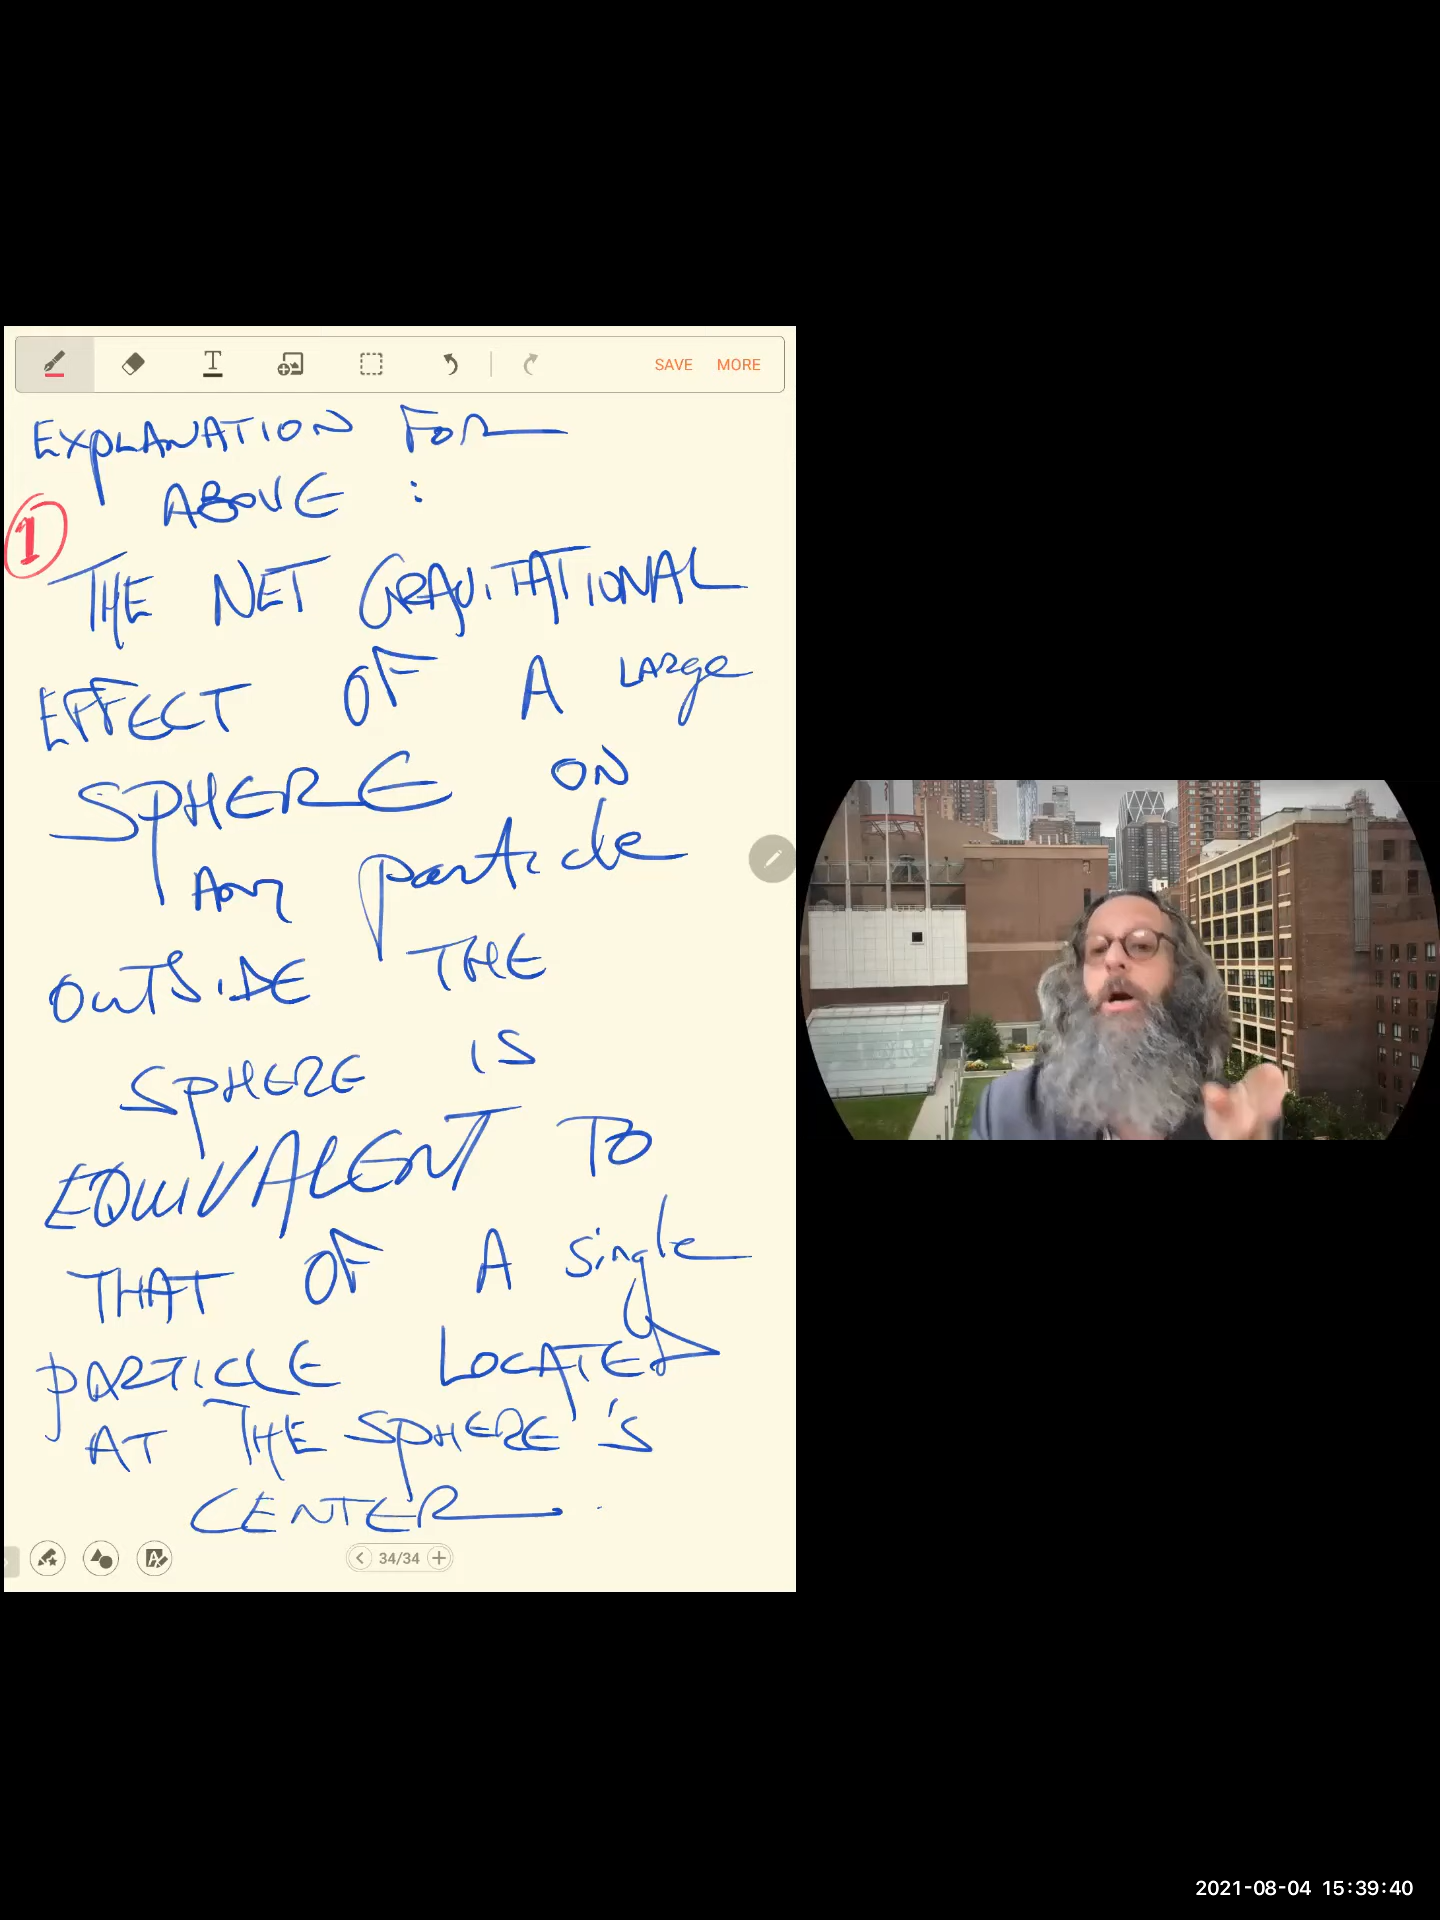 SAVE MORE
EXPLANATION FOR
ABOVE :
1
THE NET GRAVITATIONAL
EFFECT OF A LARGE
SPHERE ON
Any particle
OUTSIDE THE
SPHERE IS
EQUIVALENT TO
THAT OF A single
PARTICLE LOCATED
AT THE SPHERE'S
CENTER.
34/34
2021-08-04 15:39:40